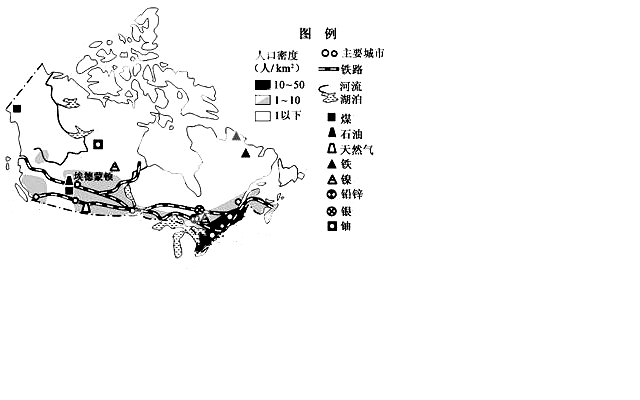 图 例
人口密度
(人/km²)
10~50
1~10
1以下
主要城市
铁路
河流
湖泊
煤
石油
天然气
铁
镍
铅锌
银
铀
埃德蒙顿